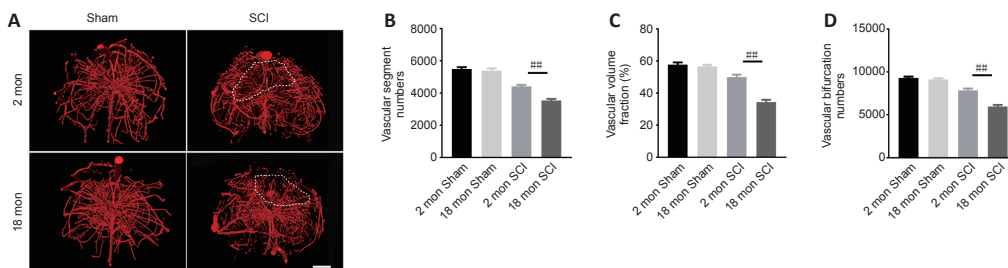 A
Sham
SCI
2 mon
18 mon
B
Vascular segment
numbers
8000
6000
4000
2000
0
##
2 mon Sham
18 mon Sham
2 mon SCI
18 mon SCI
C
Vascular volume
fraction (%)
80
60
40
20
0
##
2 mon Sham
18 mon Sham
2 mon SCI
18 mon SCI
D
Vascular bifurcation
numbers
15000
10000
5000
0
##
2 mon Sham
18 mon Sham
2 mon SCI
18 mon SCI